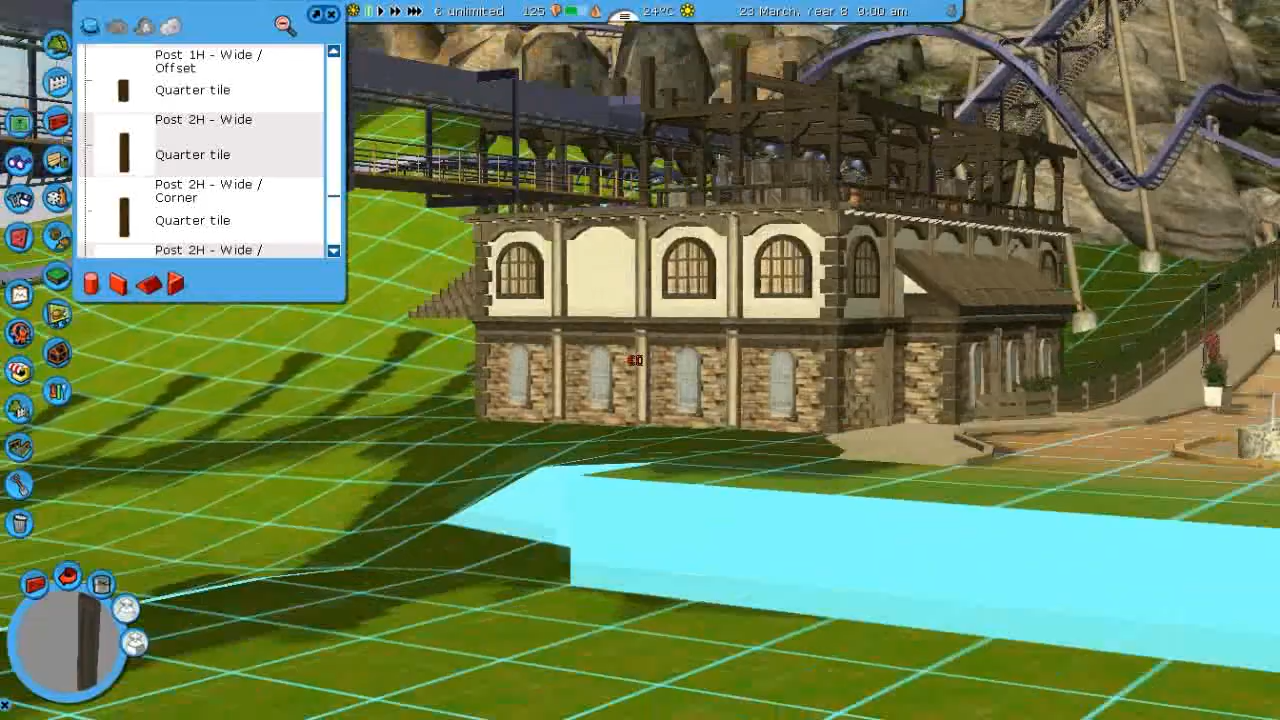 6 unlimited 125 24°C 23 March, Year 8 9:00 am
Post 1H - Wide /
Offset
Quarter tile
Post 2H - Wide
Quarter tile
Post 2H - Wide /
Corner
Quarter tile
Post 2H - Wide /